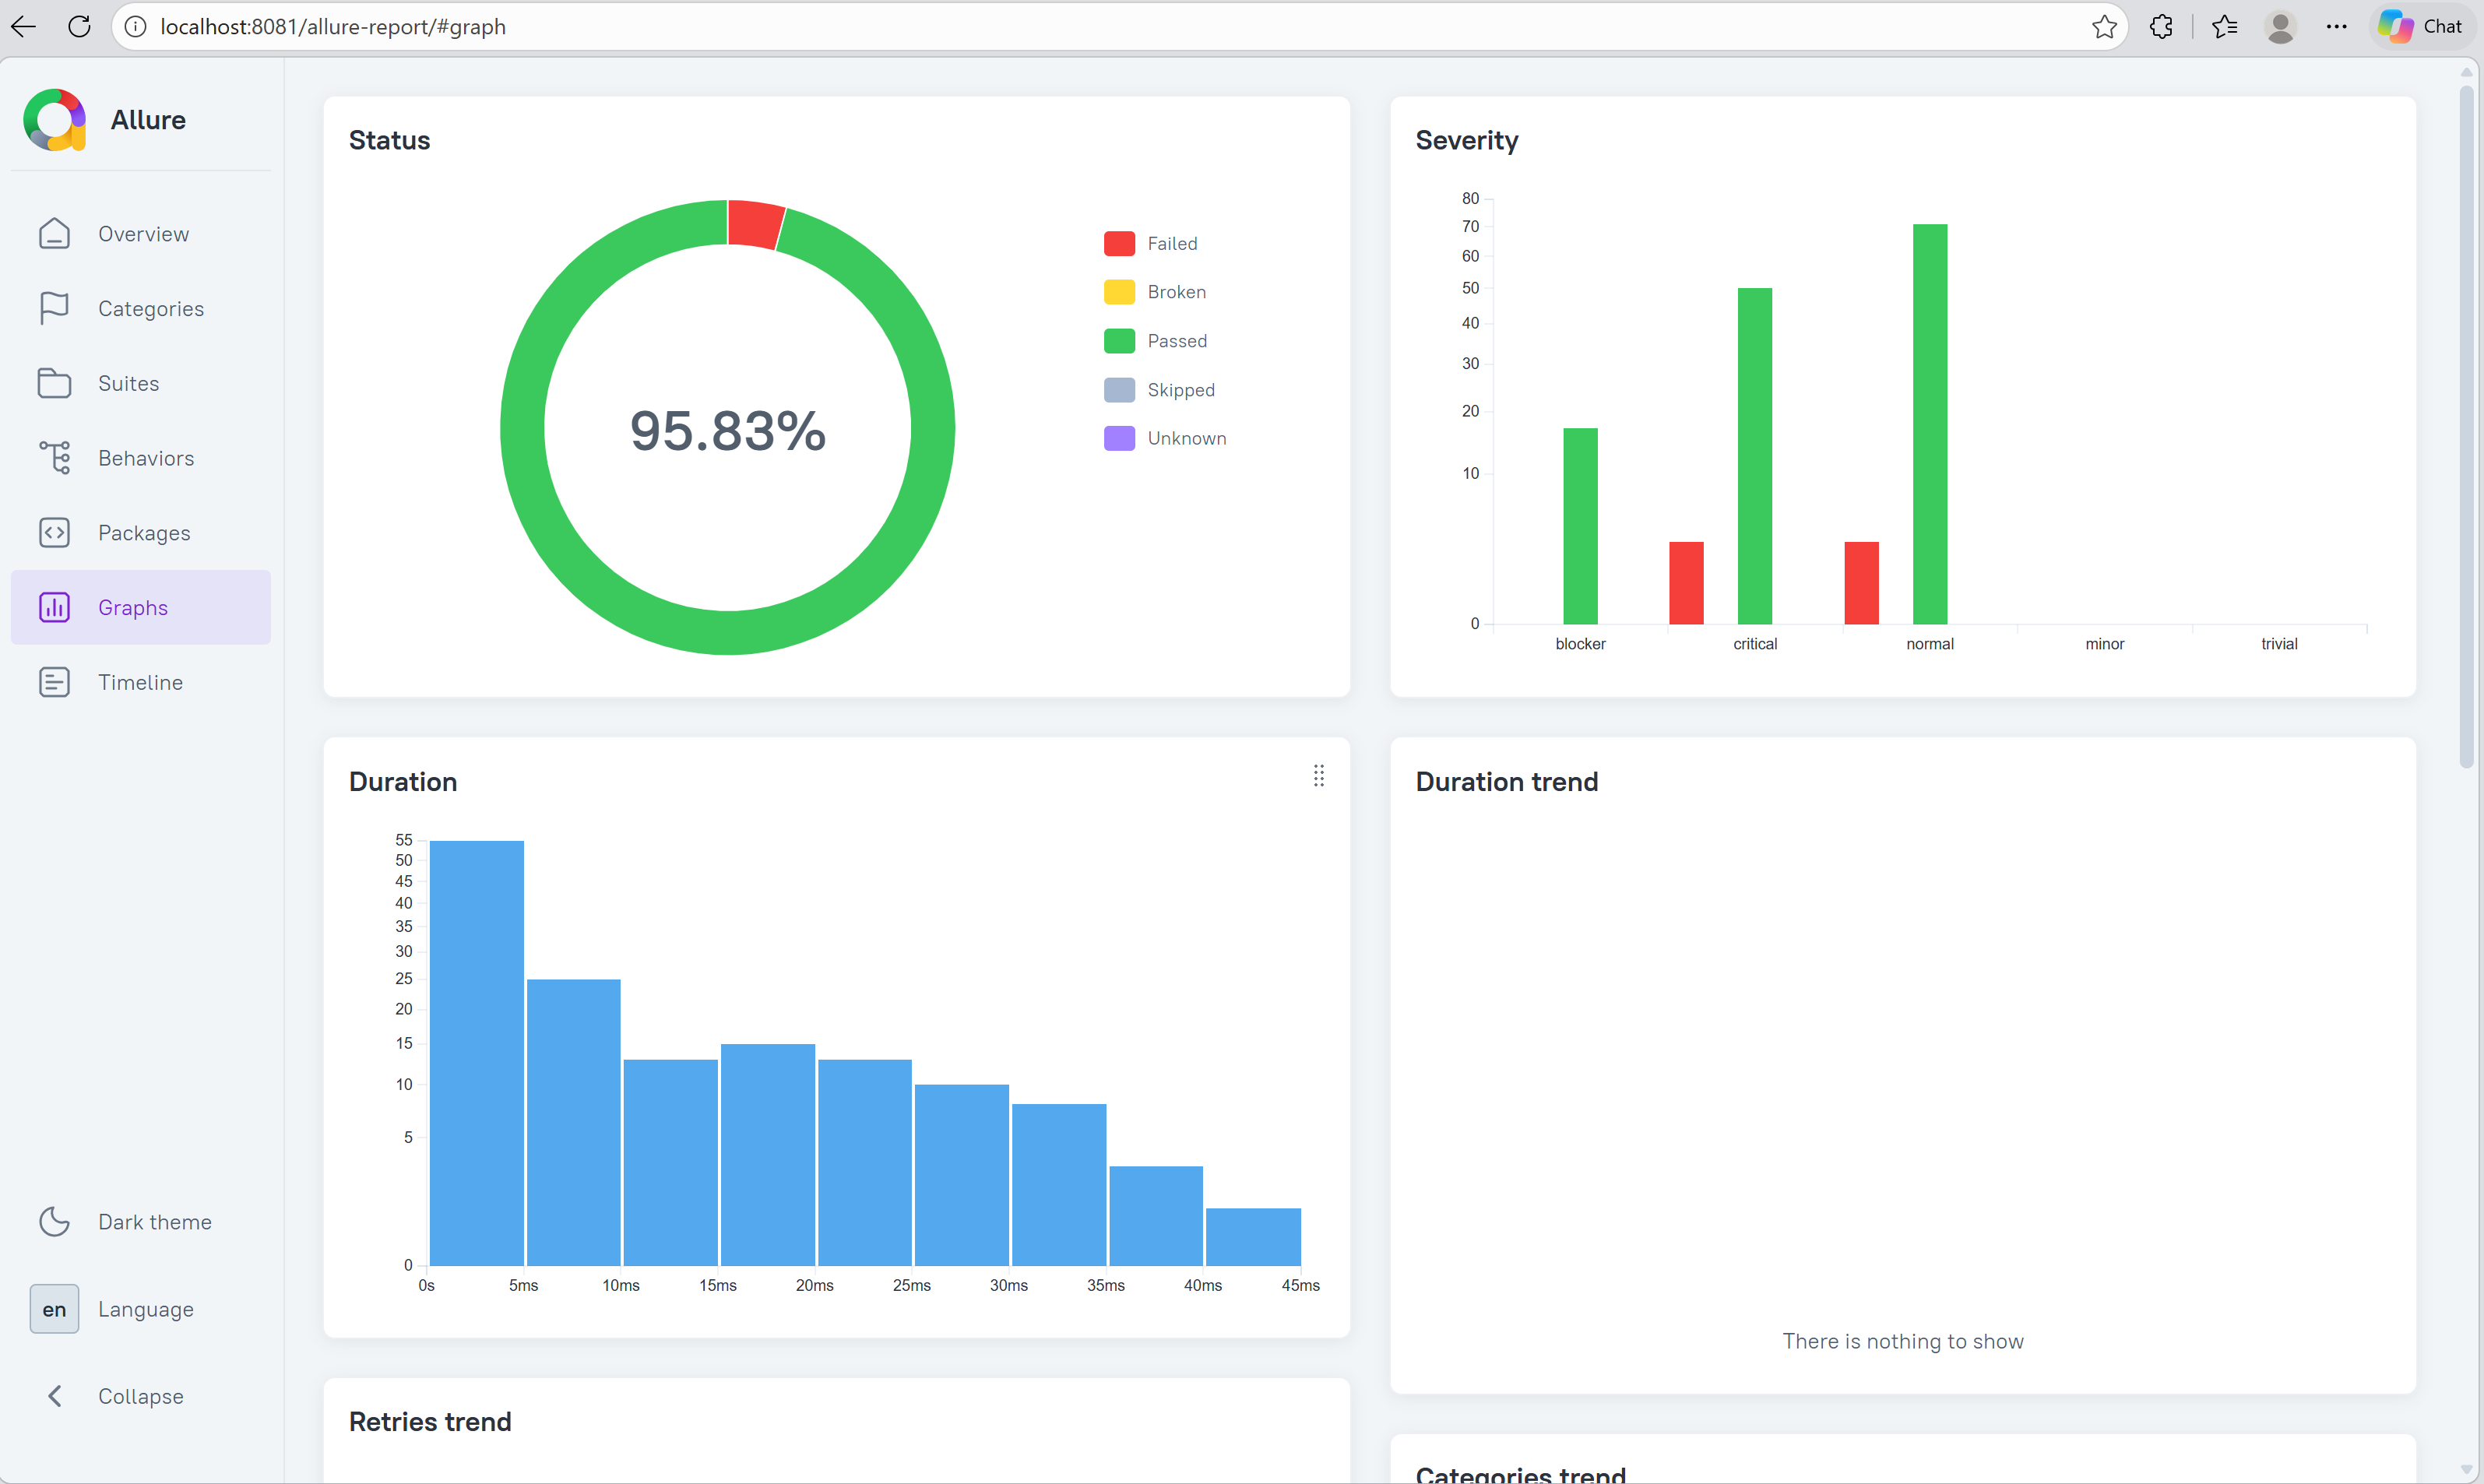 localhost:8081/allure-report/#graph
Chat
Allure
Overview
Categories
Suites
Behaviors
Packages
Graphs
Timeline
Dark theme
en Language
Collapse
Status
95.83%
Failed
Broken
Passed
Skipped
Unknown
Severity
80
70
60
50
40
30
20
10
0
blocker critical normal minor trivial
Duration
55
50
45
40
35
30
25
20
15
10
5
0
0s 5ms 10ms 15ms 20ms 25ms 30ms 35ms 40ms 45ms
Duration trend
There is nothing to show
Retries trend
Categories trend